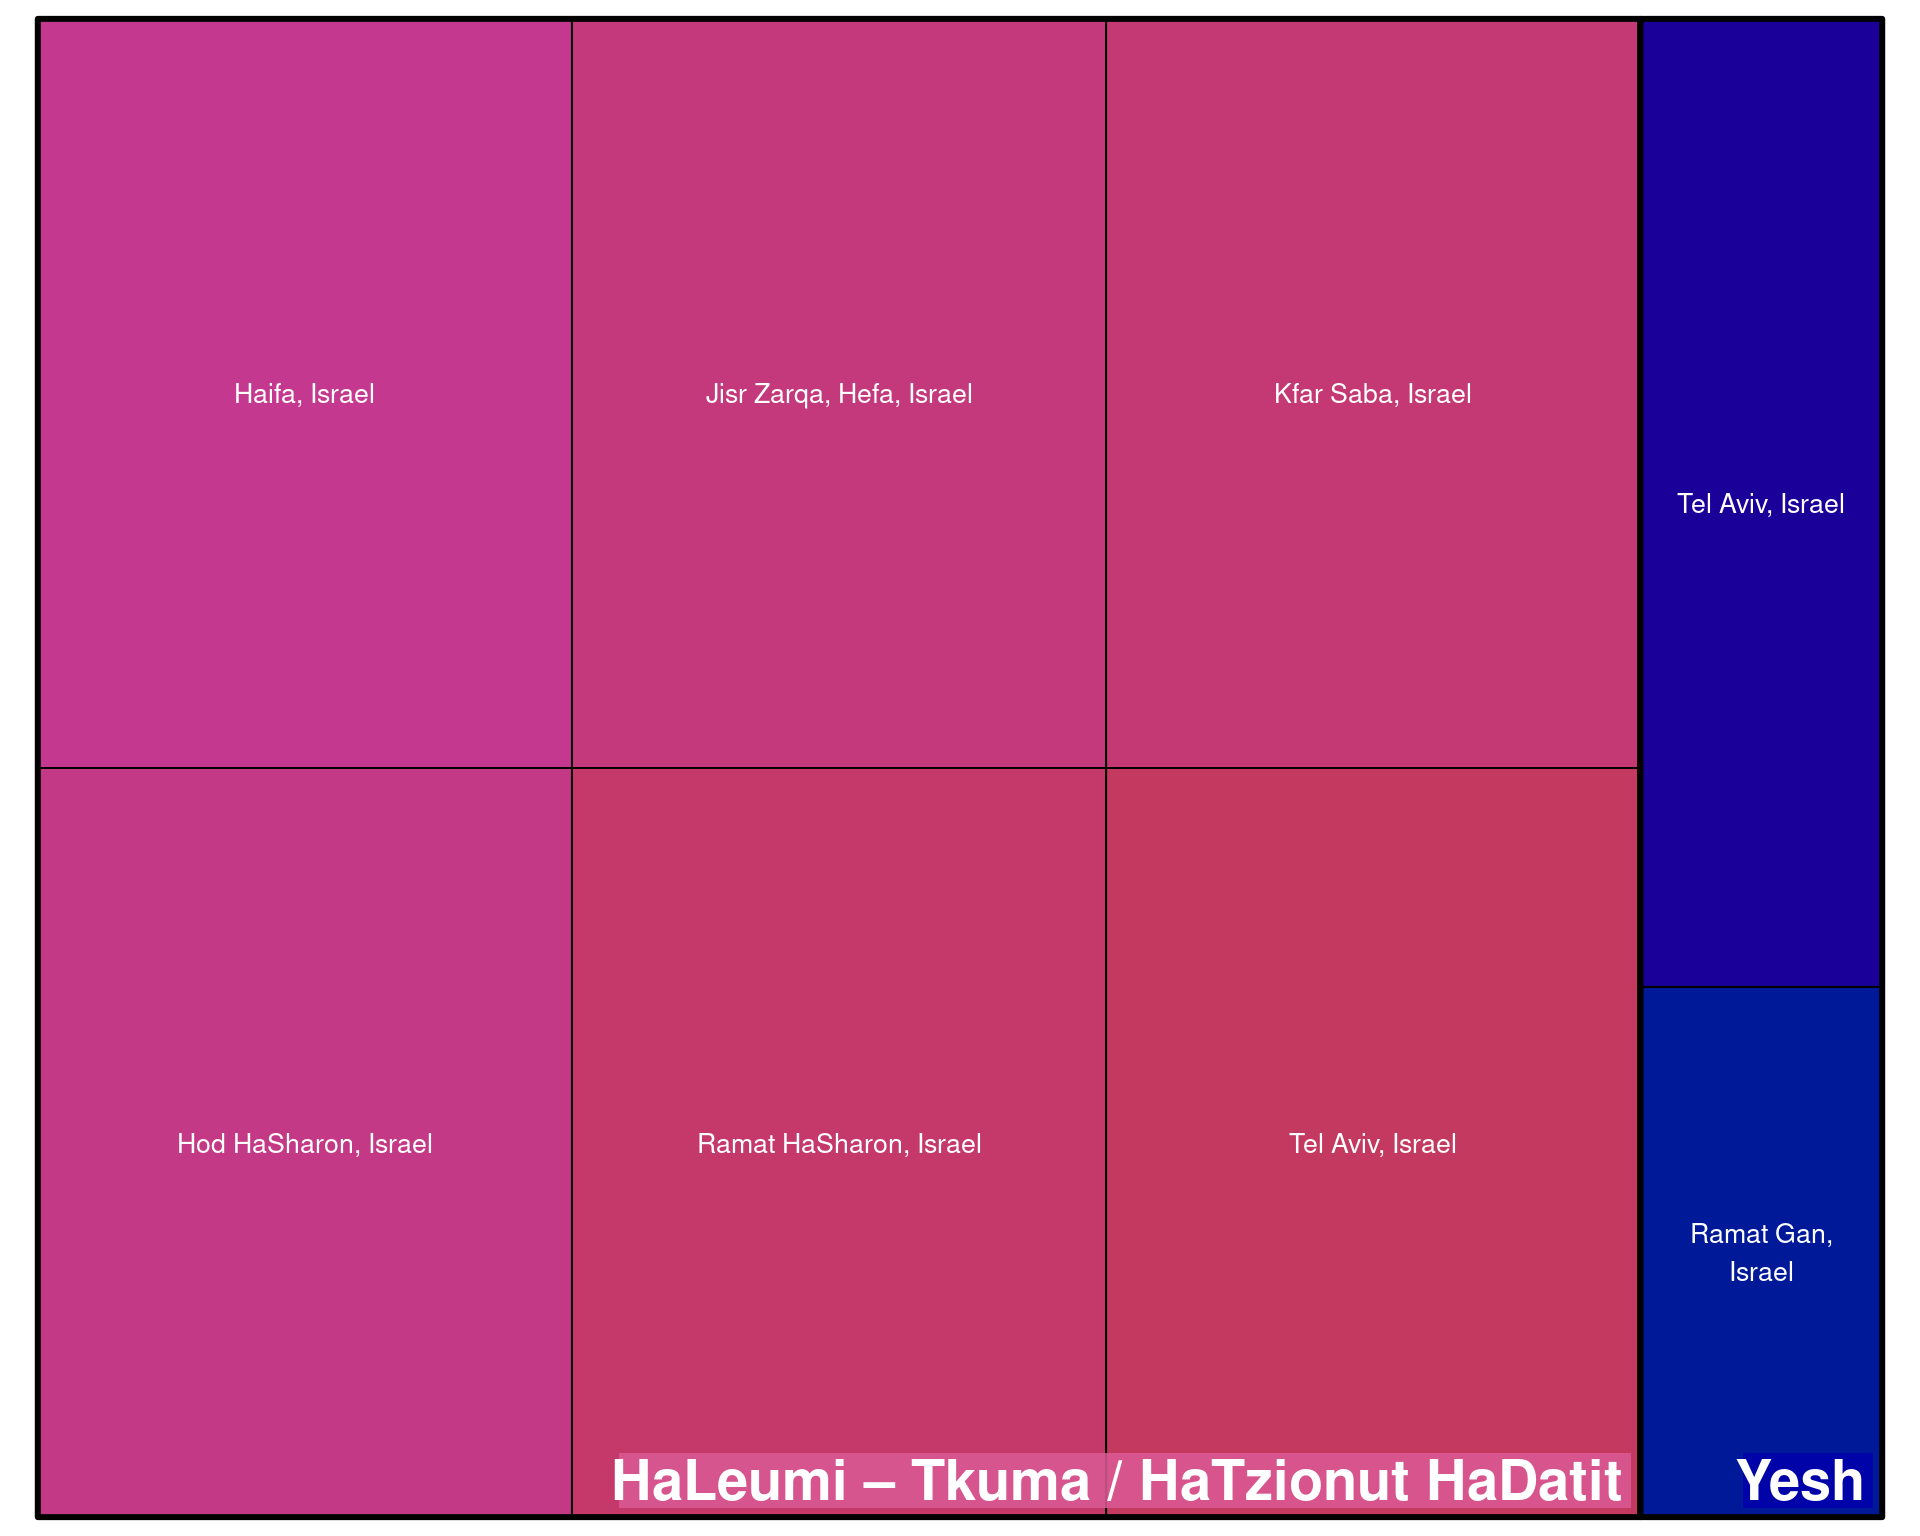 Haifa, Israel
Jisr Zarqa, Hefa, Israel
Kfar Saba, Israel
Tel Aviv, Israel
Hod HaSharon, Israel
Ramat HaSharon, Israel
Tel Aviv, Israel
Ramat Gan,
Israel
HaLeumi – Tkuma / HaTzionut HaDatit
Yesh